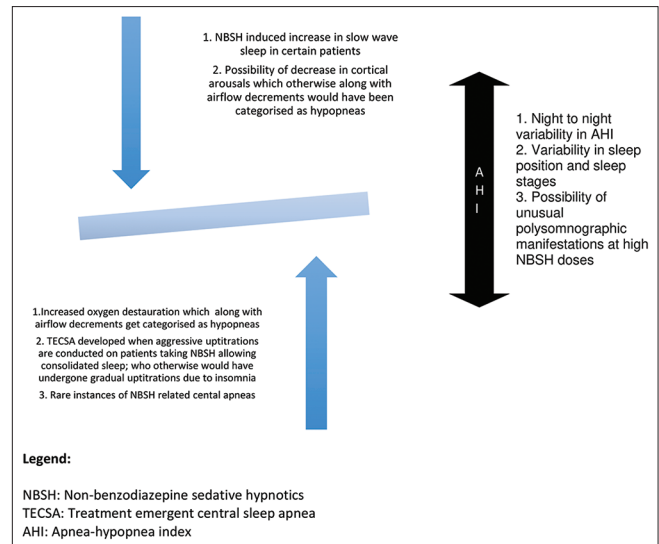 1. NBSH induced increase in slow wave
sleep in certain patients
2. Possibility of decrease in cortical
arousals which otherwise along with
airflow decrements would have been
categorised as hypopneas
A
H
I
1. Night to night
variability in AHI
2. Variability in sleep
position and sleep
stages
3. Possibility of
unusual
polysomnographic
manifestations at high
NBSH doses
1.Increased oxygen destauration which along with
airflow decrements get categorised as hypopneas
2. TECSA developed when aggressive uptitrations
are conducted on patients taking NBSH allowing
consolidated sleep; who otherwise would have
undergone gradual uptitrations due to insomnia
3. Rare instances of NBSH related cental apneas
Legend:
NBSH: Non-benzodiazepine sedative hypnotics
TECSA: Treatment emergent central sleep apnea
AHI: Apnea-hypopnea index